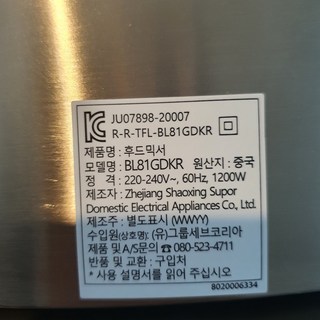 JU07898-20007
R-R-TFL-BL81GDKR
제품명 : 후드믹서
모델명 : BL81GDKR 원산지 : 중국
정 격 : 220-240V~, 60Hz, 1200W
제조자 : Zhejiang Shaoxing Supor
Domestic Electrical Appliances Co., Ltd.
제조년월 : 별도표시 (WWYY)
수입원(상호명) : (유)그룹세브코리아
제품 및 A/S문의 ☎ 080-523-4711
반품 및 교환 : 구입처
* 사용 설명서를 읽어 주십시오
8020006334